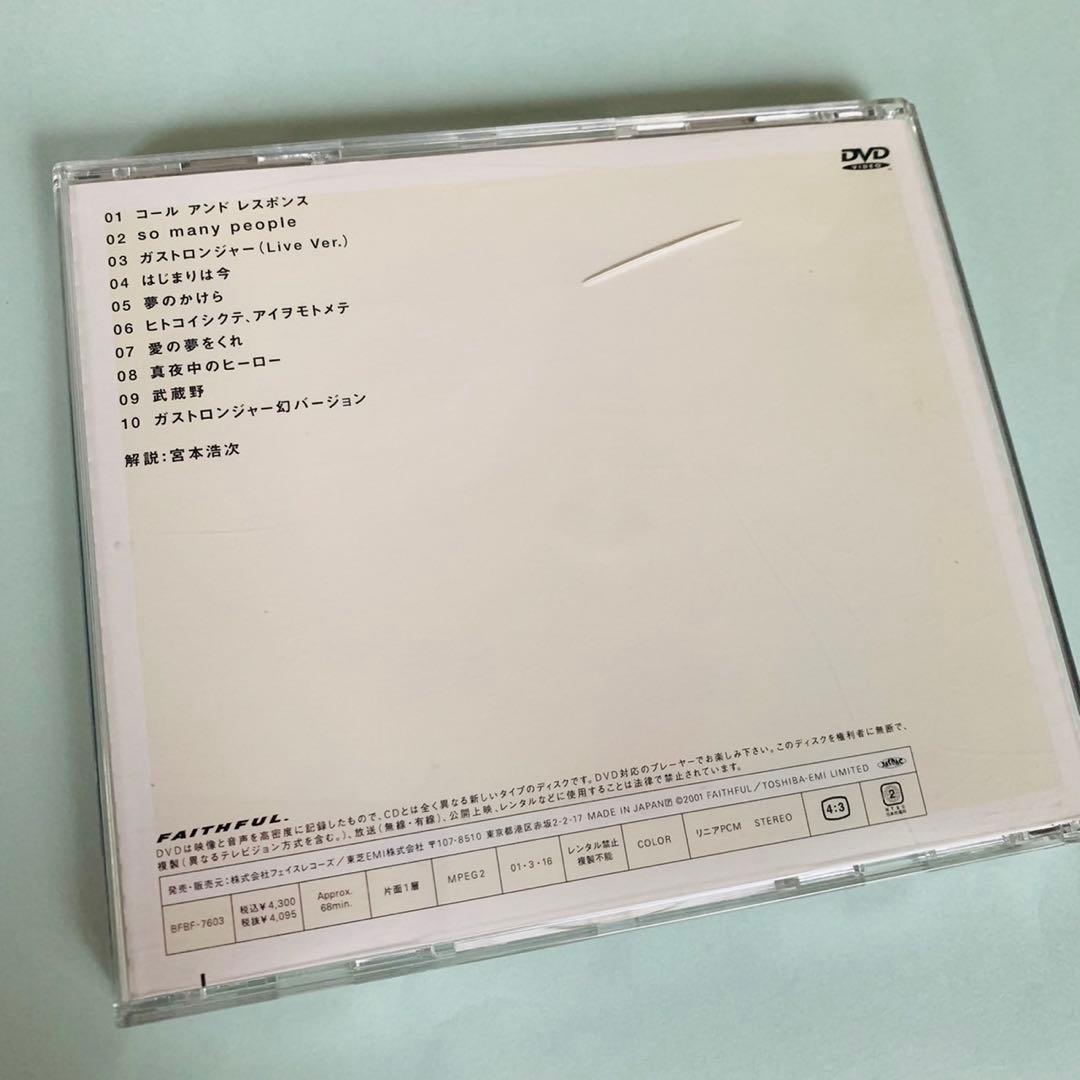 DVD
VIDEO
01 コール アンド レスポンス
02 so many people
03 ガストロンジャー(Live Ver.)
04 はじまりは今
05 夢のかけら
06 ヒトコイシクテ、アイヲモトメテ
07 愛の夢をくれ
08 真夜中のヒーロー
09 武蔵野
10 ガストロンジャー幻バージョン
解説:宮本浩次
FAITHFUL.
DVDは映像と音声を高密度に記録したもので、CDとは全く異なる新しいタイプのディスクです。DVD対応のプレーヤーでお楽しみ下さい。このディスクを権利者に無断で、
複製(異なるテレビジョン方式を含む。)、放送(無線・有線)、公開上映、レンタルなどに使用することは法律で禁止されています。
発売・販売元:株式会社フェイスレコーズ/東芝EMI株式会社 〒107-8510 東京都港区赤坂2-2-17 MADE IN JAPAN ©2001 FAITHFUL/TOSHIBA-EMI LIMITED
BFBF-7603
税込¥4,300
税抜¥4,095
Approx.
68min.
片面1層
MPEG2
01・3・16
レンタル禁止
複製不能
COLOR
リニアPCM STEREO
4:3
2